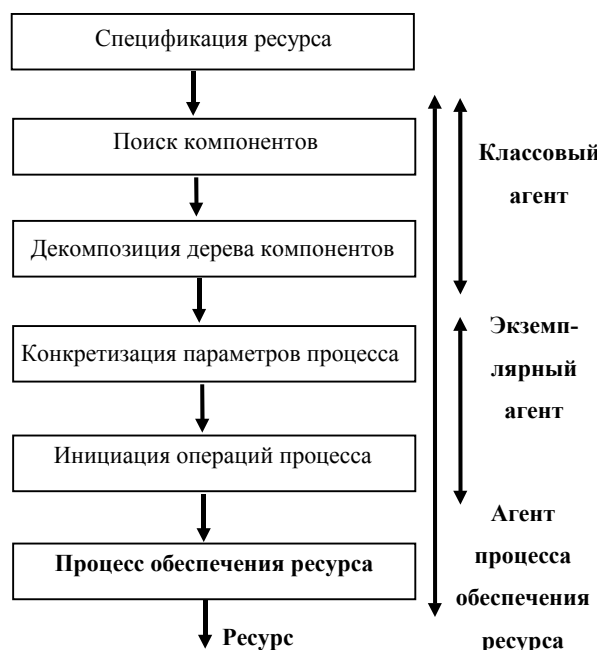 Спецификация ресурса
Поиск компонентов
Декомпозиция дерева компонентов
Конкретизация параметров процесса
Инициация операций процесса
Процесс обеспечения ресурса
Ресурс
Классовый
агент
Экземп-
лярный
агент
Агент
процесса
обеспечения
ресурса